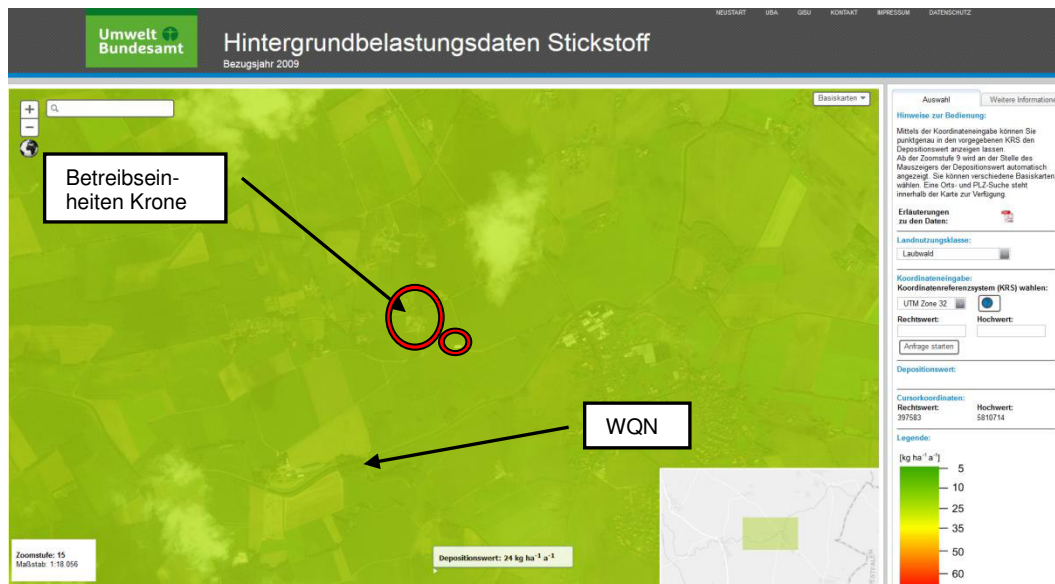 NEUSTART UBA GISU KONTAKT IMPRESSUM DATENSCHUTZ
Umwelt
Bundesamt
Hintergrundbelastungsdaten Stickstoff
Bezugsjahr 2009
+
−
Basiskarten
Betreibsein-
heiten Krone
WQN
Zoomstufe: 15
Maßstab: 1:18.056
Depositionswert: 24 kg ha⁻¹ a⁻¹
Auswahl Weitere Informatione
Hinweise zur Bedienung:
Mittels der Koordinateneingabe können Sie
punktgenau in den vorgegebenen KRS den
Depositionswert anzeigen lassen.
Ab der Zoomstufe 9 wird an der Stelle des
Mauszeigers der Depositionswert automatisch
angezeigt. Sie können verschiedene Basiskarten
wählen. Eine Orts- und PLZ-Suche steht
innerhalb der Karte zur Verfügung.
Erläuterungen
zu den Daten:
Landnutzungsklasse:
Laubwald
Koordinateneingabe:
Koordinatenreferenzsystem (KRS) wählen:
UTM Zone 32
Rechtswert: Hochwert:
Anfrage starten
Depositionswert:
Cursorkoordinaten:
Rechtswert: Hochwert:
397583 5810714
Legende:
[kg ha⁻¹ a⁻¹]
5
10
25
35
50
60